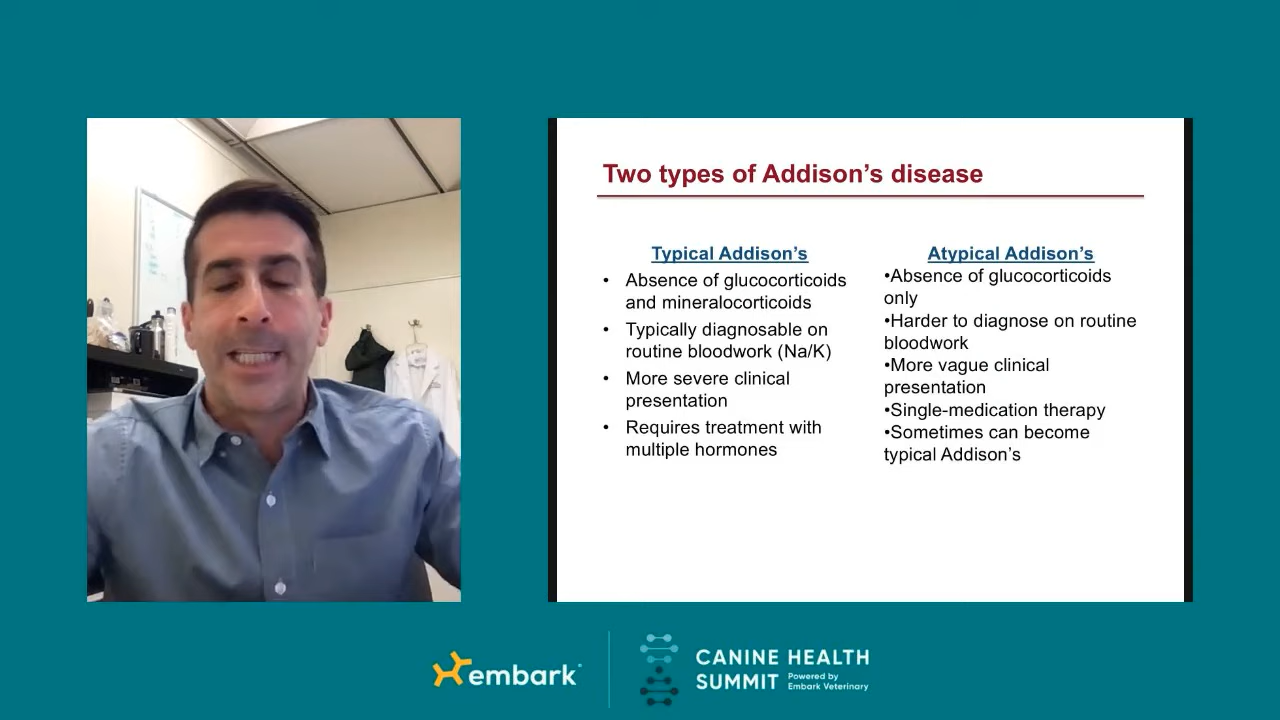 Two types of Addison's disease
Typical Addison's
• Absence of glucocorticoids
and mineralocorticoids
• Typically diagnosable on
routine bloodwork (Na/K)
• More severe clinical
presentation
• Requires treatment with
multiple hormones
Atypical Addison's
•Absence of glucocorticoids
only
•Harder to diagnose on routine
bloodwork
•More vague clinical
presentation
•Single-medication therapy
•Sometimes can become
typical Addison's
embark
CANINE HEALTH
SUMMIT
Powered by
Embark Veterinary